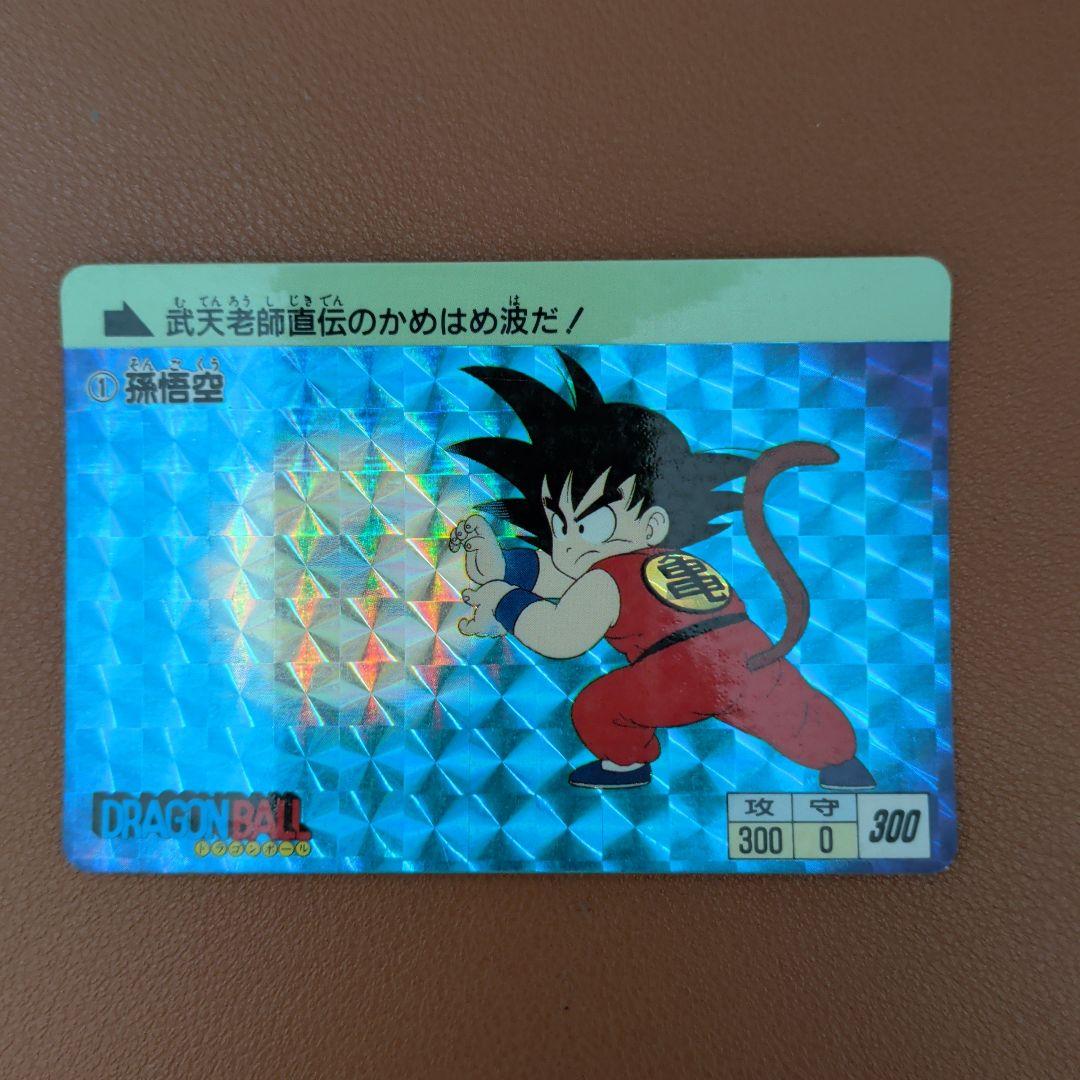 む てんろう し じきでん は
武天老師直伝のかめはめ波だ!
そん ご くう
①孫悟空
亀
DRAGON BALL
ドラゴンボール
攻 守
300 0 300